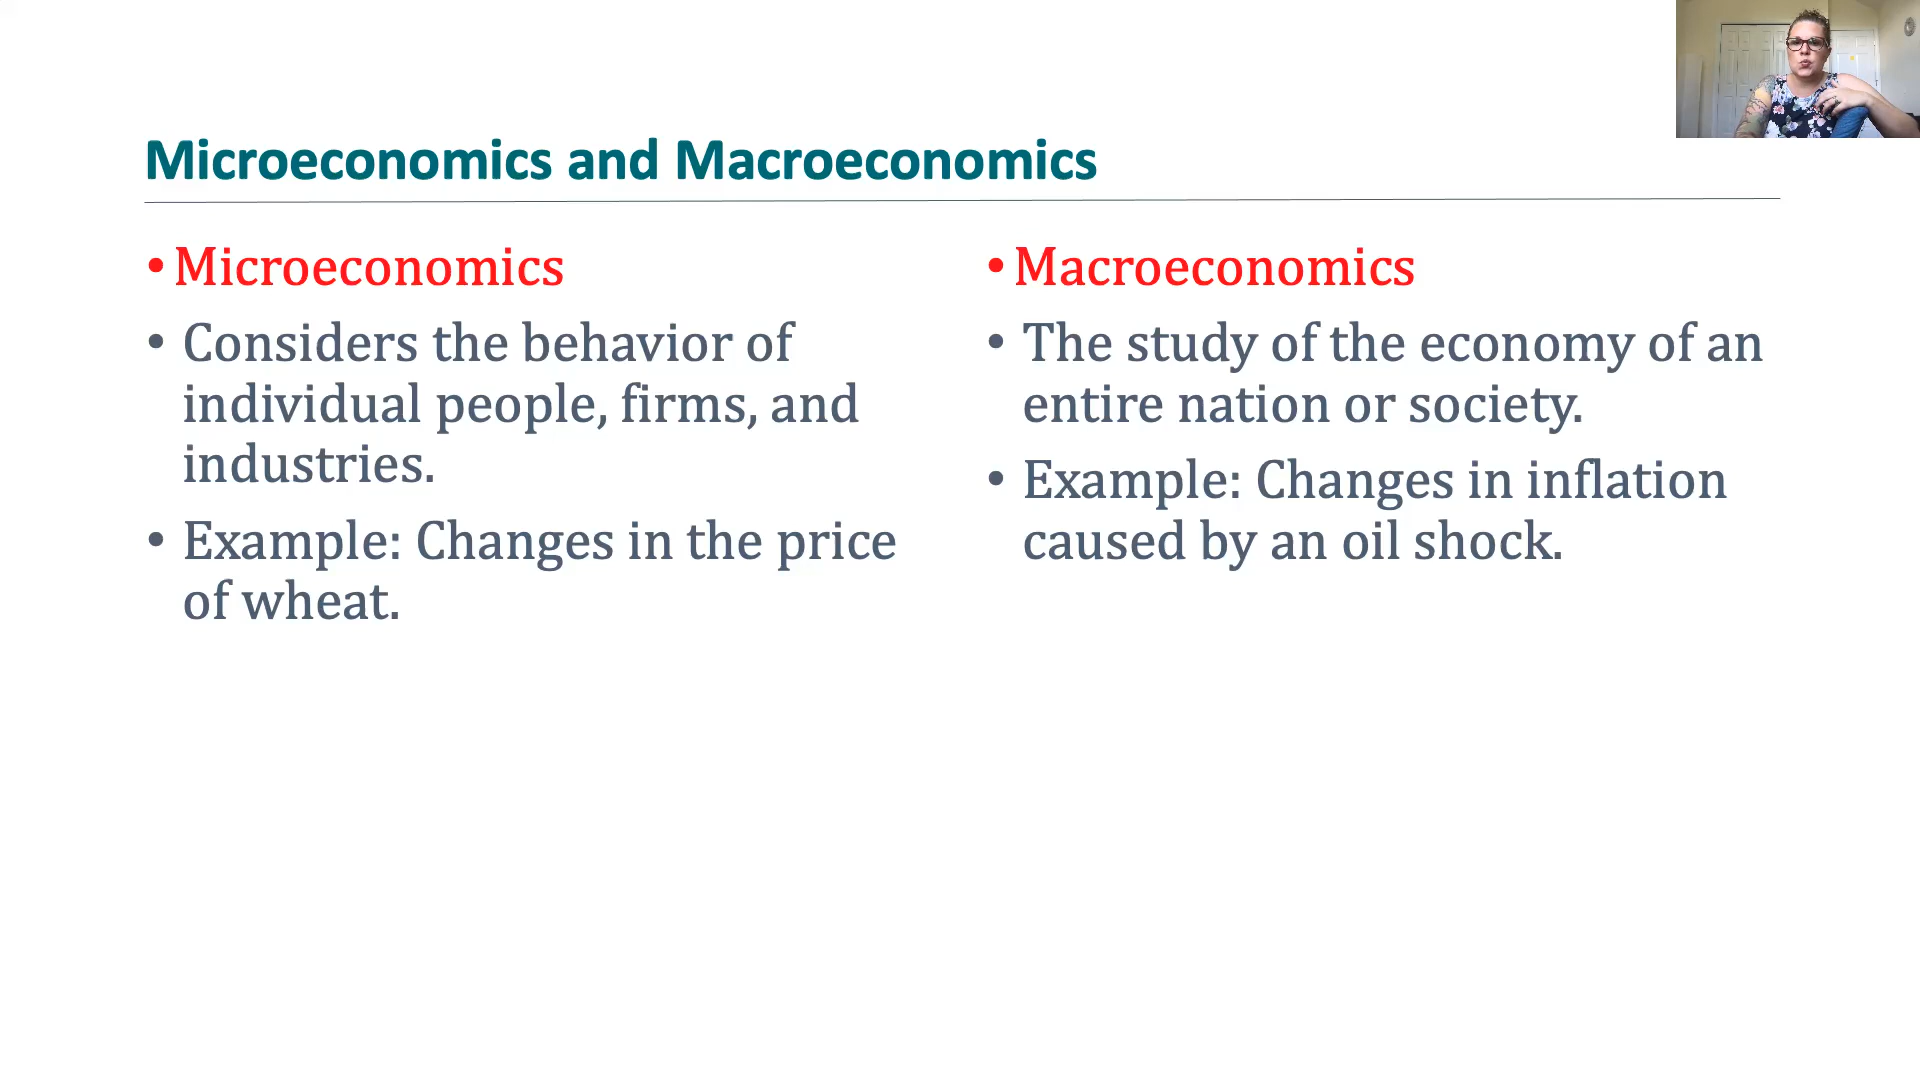 Microeconomics and Macroeconomics
•Microeconomics
• Considers the behavior of
individual people, firms, and
industries.
• Example: Changes in the price
of wheat.
•Macroeconomics
• The study of the economy of an
entire nation or society.
• Example: Changes in inflation
caused by an oil shock.